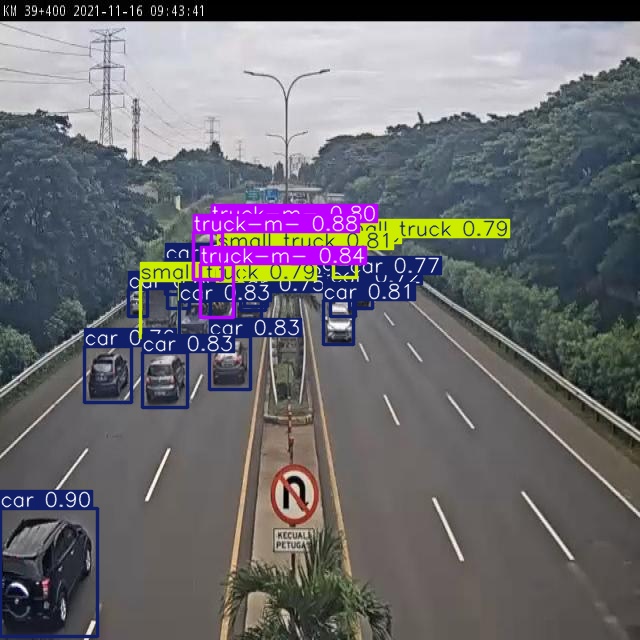 KM 39+400 2021-11-16 09:43:41
truck-m- 0.80
truck-m- 0.88
small truck 0.79
small truck 0.81
truck-m- 0.84
car 0.77
small truck 0.79
car 0.83
car 0.81
car 0.83
car 0.83
car 0.90
KECUALI
PETUGAS